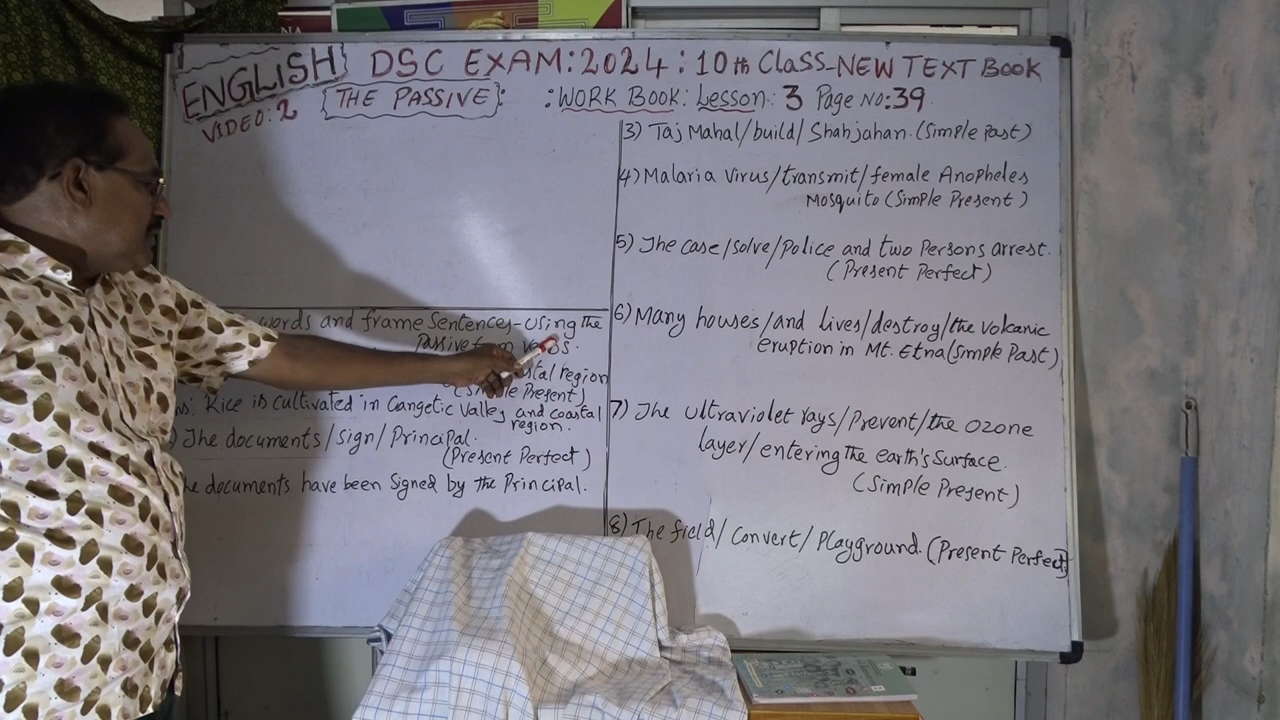 NA
ENGLISH DSC EXAM:2024: 10th Class-NEW TEXT BOOK
VIDEO:2 {THE PASSIVE}: :WORK BOOK: Lesson: 3 Page No:39.
words and frame Sentences-using the
Passive form verbs.
region
(Simple Present)
Ans: Rice is cultivated in Gangetic Valley and coastal
region.
) The documents/Sign/Principal.
(Present Perfect)
The documents have been Signed by the Principal.
3) Taj Mahal/build/Shahjahan.(Simple Past)
4) Malaria Virus/transmit/female Anopheles
Mosquito (Simple Present)
5) The case/solve/Police and two Persons arrest.
(Present Perfect)
6) Many houses/and lives/destroy/the volcanic
eruption in Mt. Etna(Simple Past)
7) The ultraviolet rays/Prevent/the ozone
layer/entering the earth's surface.
(Simple Present)
8) The field/Convert/Playground.(Present Perfect)